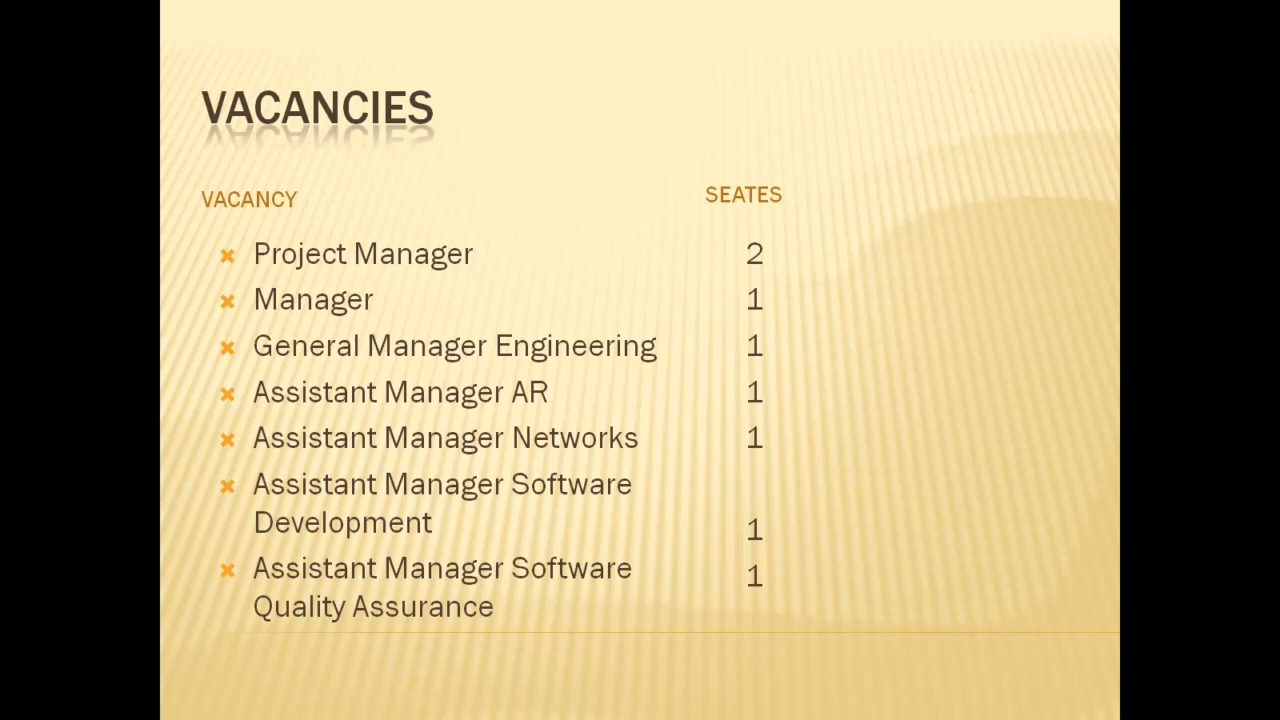 VACANCIES
VACANCY SEATES
Project Manager 2
Manager 1
General Manager Engineering 1
Assistant Manager AR 1
Assistant Manager Networks 1
Assistant Manager Software
Development 1
Assistant Manager Software 1
Quality Assurance